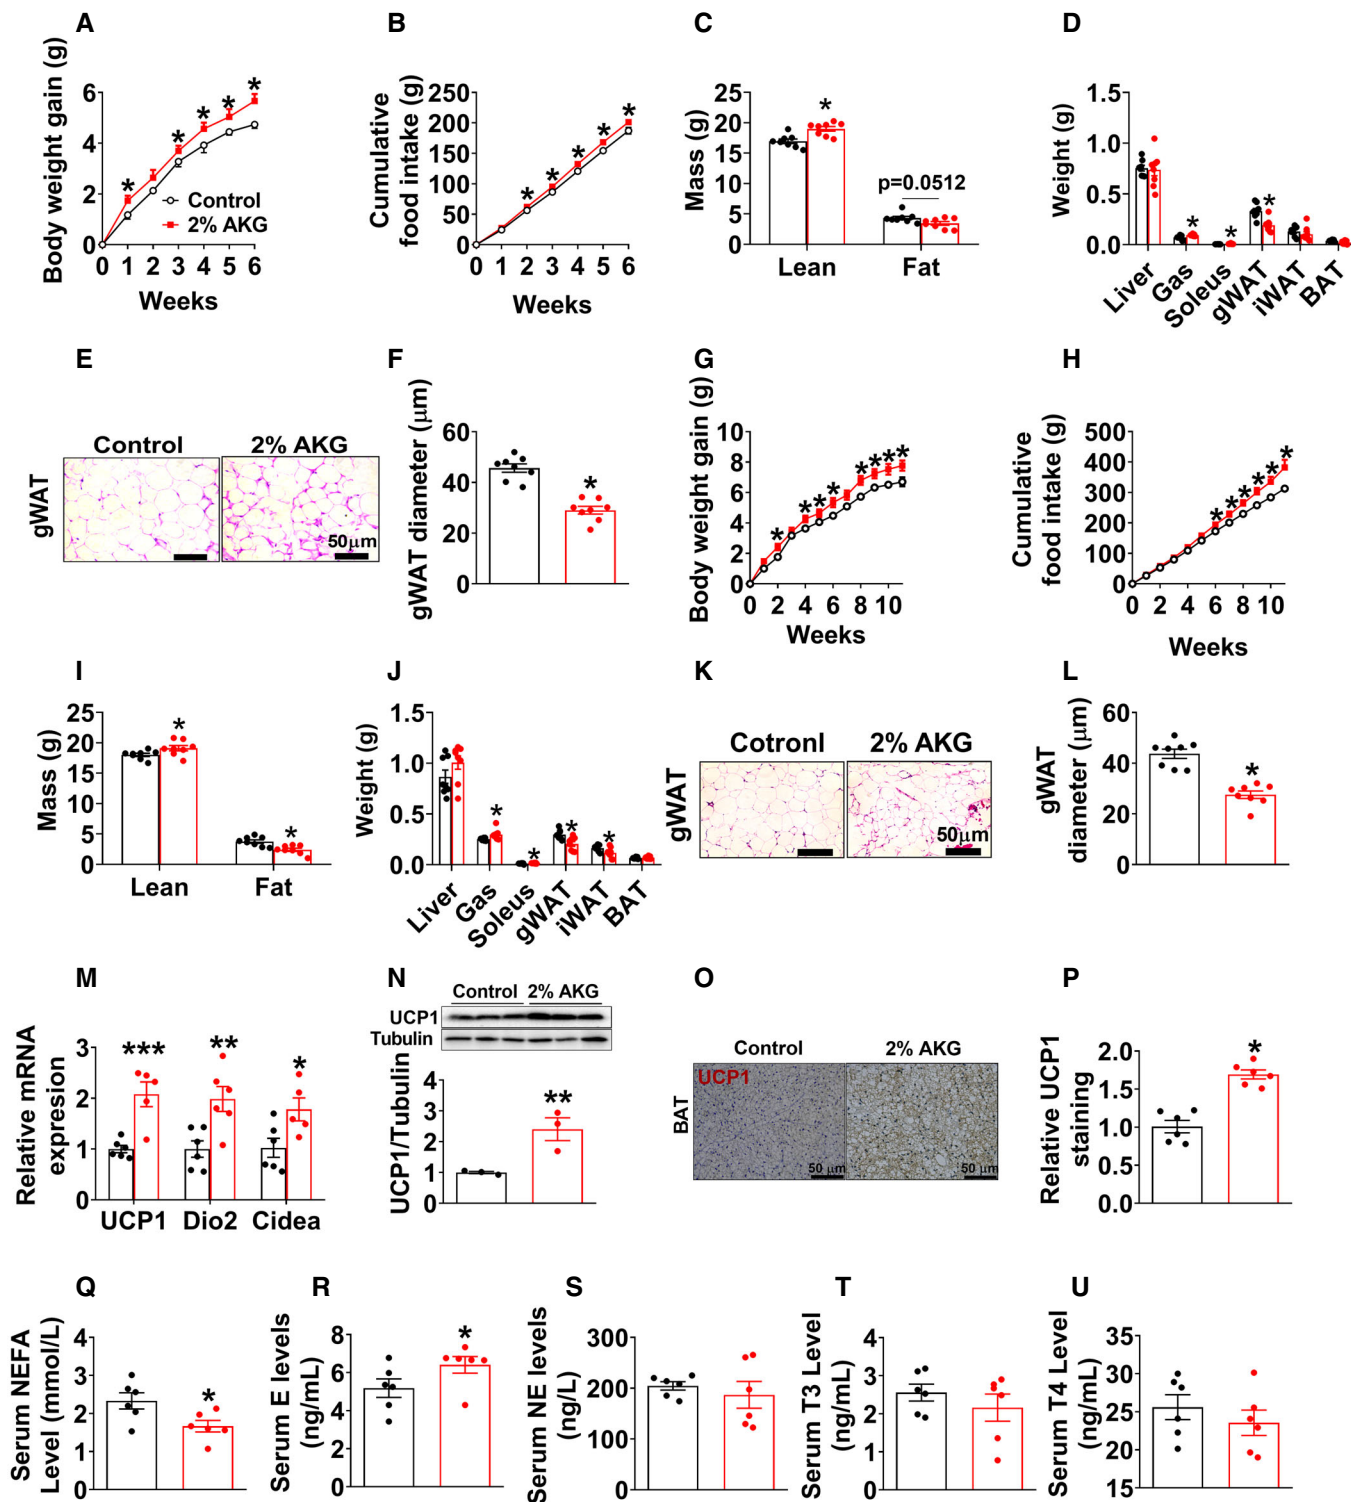 A
B
C
D
Body weight gain (g)
6
4
2
0
*
*
*
*
*
Control
2% AKG
0 1 2 3 4 5 6
Weeks
Cumulative
food intake (g)
250
200
150
100
50
0
*
*
*
*
*
0 1 2 3 4 5 6
Weeks
Mass (g)
25
20
15
10
5
0
*
p=0.0512
Lean Fat
Weight (g)
1.5
1.0
0.5
0.0
*
*
*
Liver Gas Soleus gWAT iWAT BAT
E
F
G
H
Control 2% AKG
gWAT
50μm
gWAT diameter (μm)
60
40
20
0
*
Body weight gain (g)
10
8
6
4
2
0
* * * * * * * *
0 2 4 6 8 10
Weeks
Cumulative
food intake (g)
500
400
300
200
100
0
* * * * * *
0 2 4 6 8 10
Weeks
I
J
K
L
Mass (g)
25
20
15
10
5
0
*
*
Lean Fat
Weight (g)
1.5
1.0
0.5
0.0
*
*
*
*
Liver Gas Soleus gWAT iWAT BAT
Cotronl 2% AKG
gWAT
50μm
gWAT
diameter (μm)
60
40
20
0
*
M
N
O
P
Relative mRNA
expresion
3
2
1
0
*** ** *
UCP1 Dio2 Cidea
Control 2% AKG
UCP1
Tubulin
UCP1/Tubulin
4
3
2
1
0
**
Control 2% AKG
BAT
UCP1
50 μm
50 μm
Relative UCP1
staining
2.0
1.5
1.0
0.5
0.0
*
Q
R
S
T
U
Serum NEFA
Level (mmol/L)
4
3
2
1
0
*
Serum E levels
(ng/mL)
8
6
4
2
0
*
Serum NE levels
(ng/L)
300
200
100
0
Serum T3 Level
(ng/mL)
4
3
2
1
0
Serum T4 Level
(ng/mL)
35
30
25
20
15